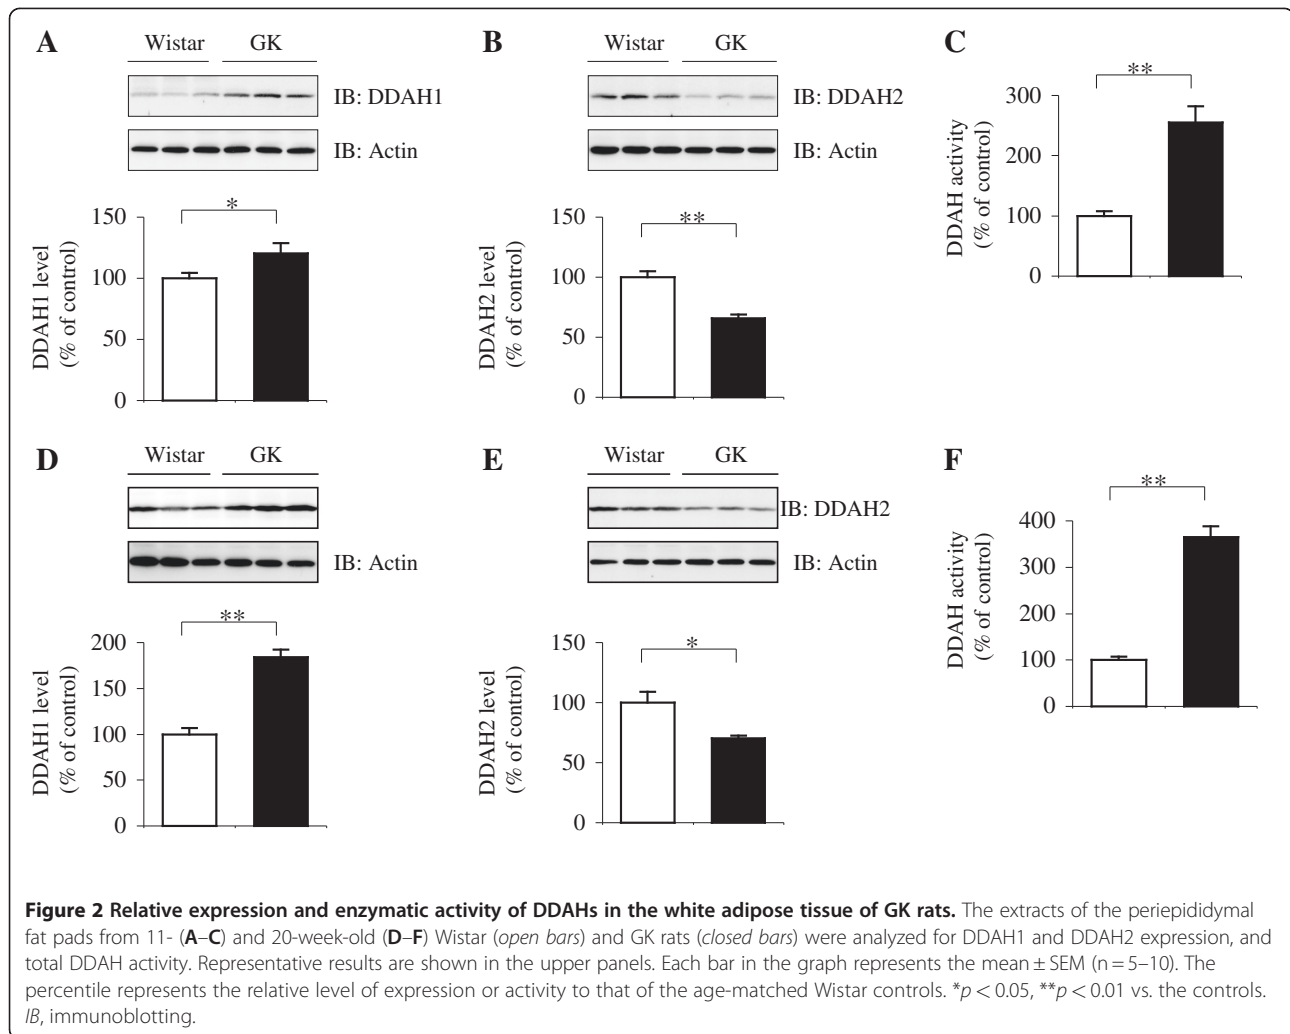 A
Wistar GK
IB: DDAH1
IB: Actin
DDAH1 level
(% of control)
150
100
50
0
*
B
Wistar GK
IB: DDAH2
IB: Actin
DDAH2 level
(% of control)
150
100
50
0
**
C
DDAH activity
(% of control)
300
200
100
0
**
D
Wistar GK
IB: Actin
DDAH1 level
(% of control)
200
150
100
50
0
**
E
Wistar GK
IB: DDAH2
IB: Actin
DDAH2 level
(% of control)
150
100
50
0
*
F
DDAH activity
(% of control)
400
300
200
100
0
**
Figure 2 Relative expression and enzymatic activity of DDAHs in the white adipose tissue of GK rats. The extracts of the periepididymal
fat pads from 11- (A–C) and 20-week-old (D–F) Wistar (open bars) and GK rats (closed bars) were analyzed for DDAH1 and DDAH2 expression, and
total DDAH activity. Representative results are shown in the upper panels. Each bar in the graph represents the mean ± SEM (n = 5–10). The
percentile represents the relative level of expression or activity to that of the age-matched Wistar controls. *p < 0.05, **p < 0.01 vs. the controls.
IB, immunoblotting.